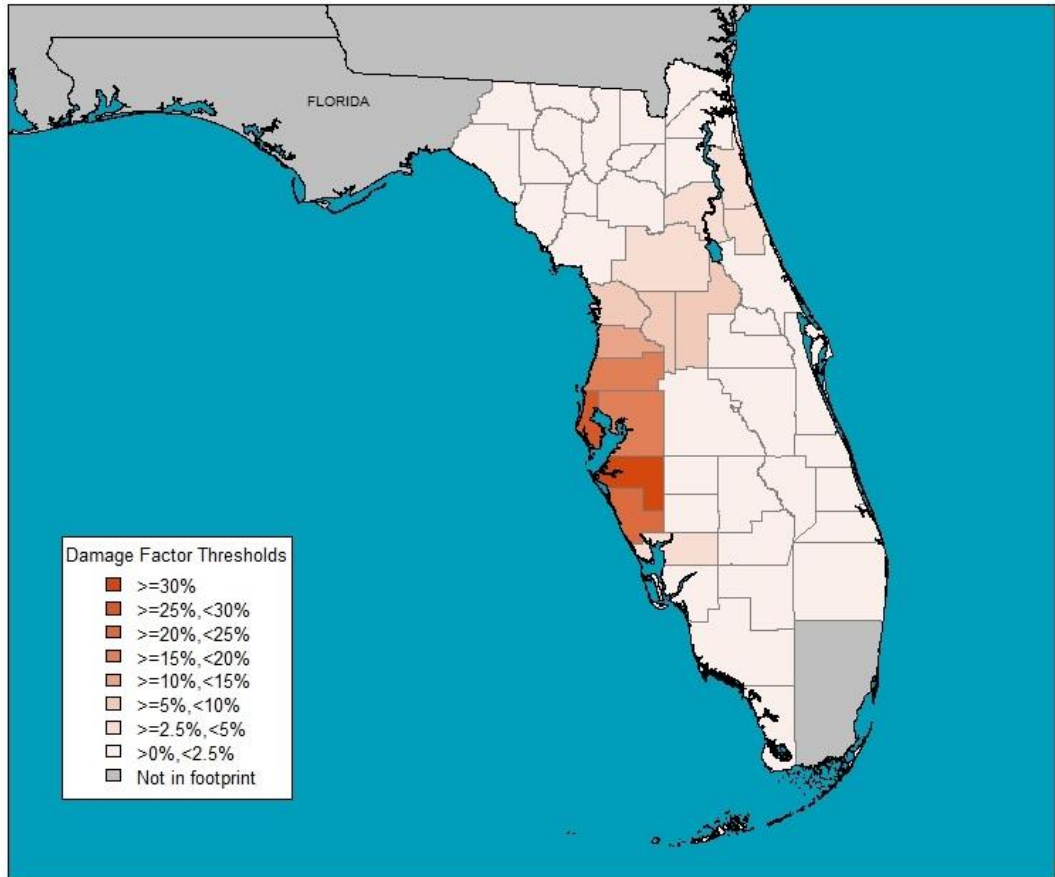 FLORIDA
Damage Factor Thresholds
>=30%
>=25%,<30%
>=20%,<25%
>=15%,<20%
>=10%,<15%
>=5%,<10%
>=2.5%,<5%
>0%,<2.5%
Not in footprint